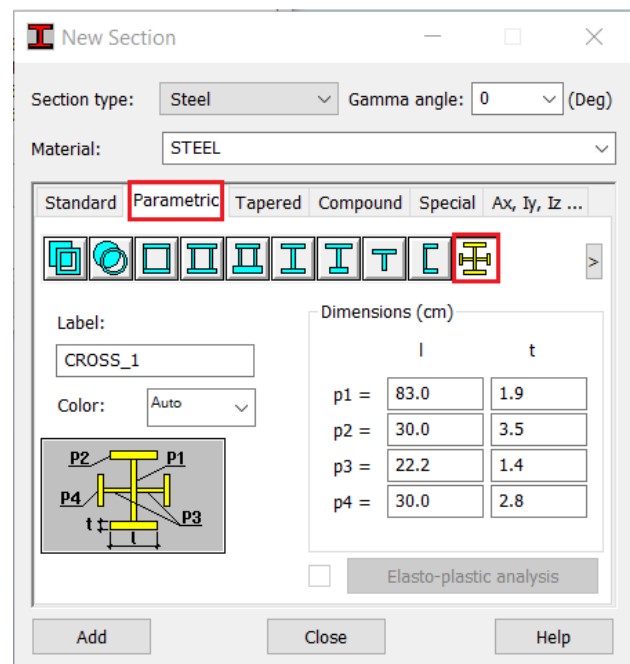 New Section
Section type: Steel Gamma angle: 0 (Deg)
Material: STEEL
Standard Parametric Tapered Compound Special Ax, Iy, Iz ...
>
Label:
CROSS_1
Color: Auto
P2 P1
P4 P3
t
l
Dimensions (cm)
l t
p1 = 83.0 1.9
p2 = 30.0 3.5
p3 = 22.2 1.4
p4 = 30.0 2.8
Elasto-plastic analysis
Add Close Help